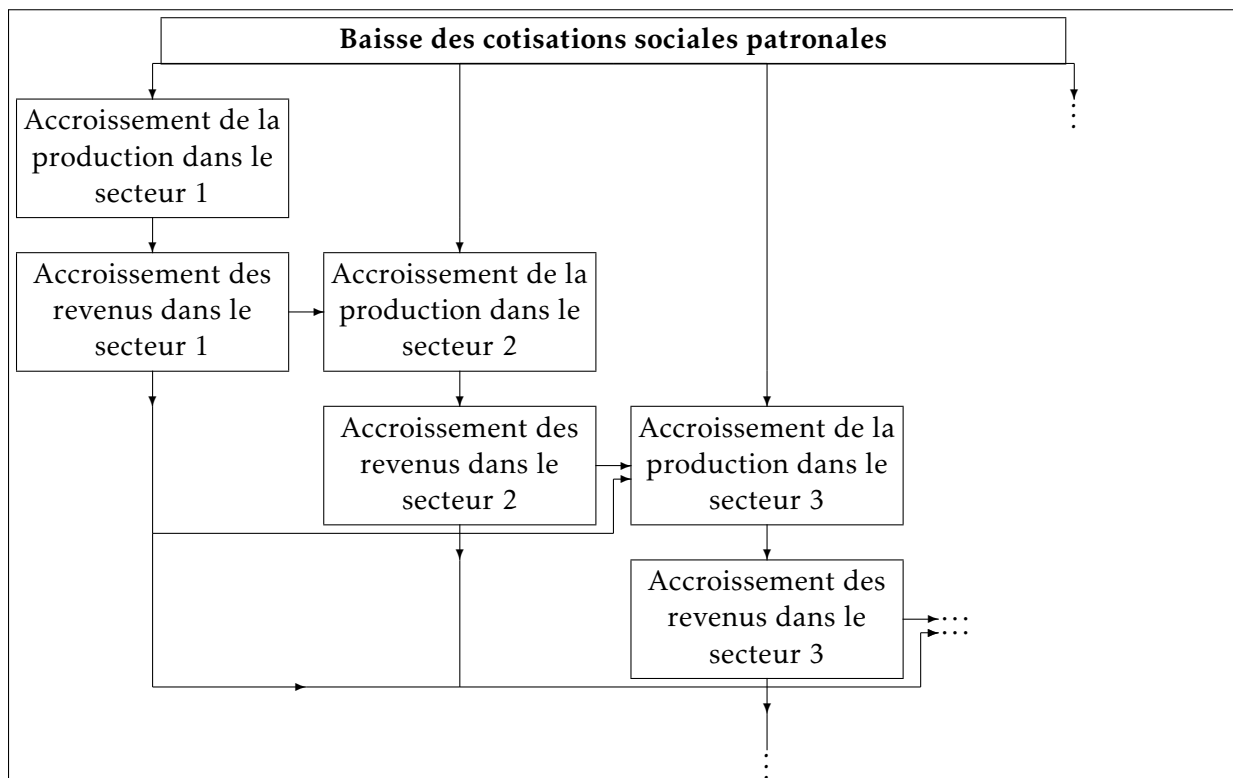 Baisse des cotisations sociales patronales
Accroissement de la
production dans le
secteur 1
Accroissement des
revenus dans le
secteur 1
Accroissement de la
production dans le
secteur 2
Accroissement des
revenus dans le
secteur 2
Accroissement de la
production dans le
secteur 3
Accroissement des
revenus dans le
secteur 3